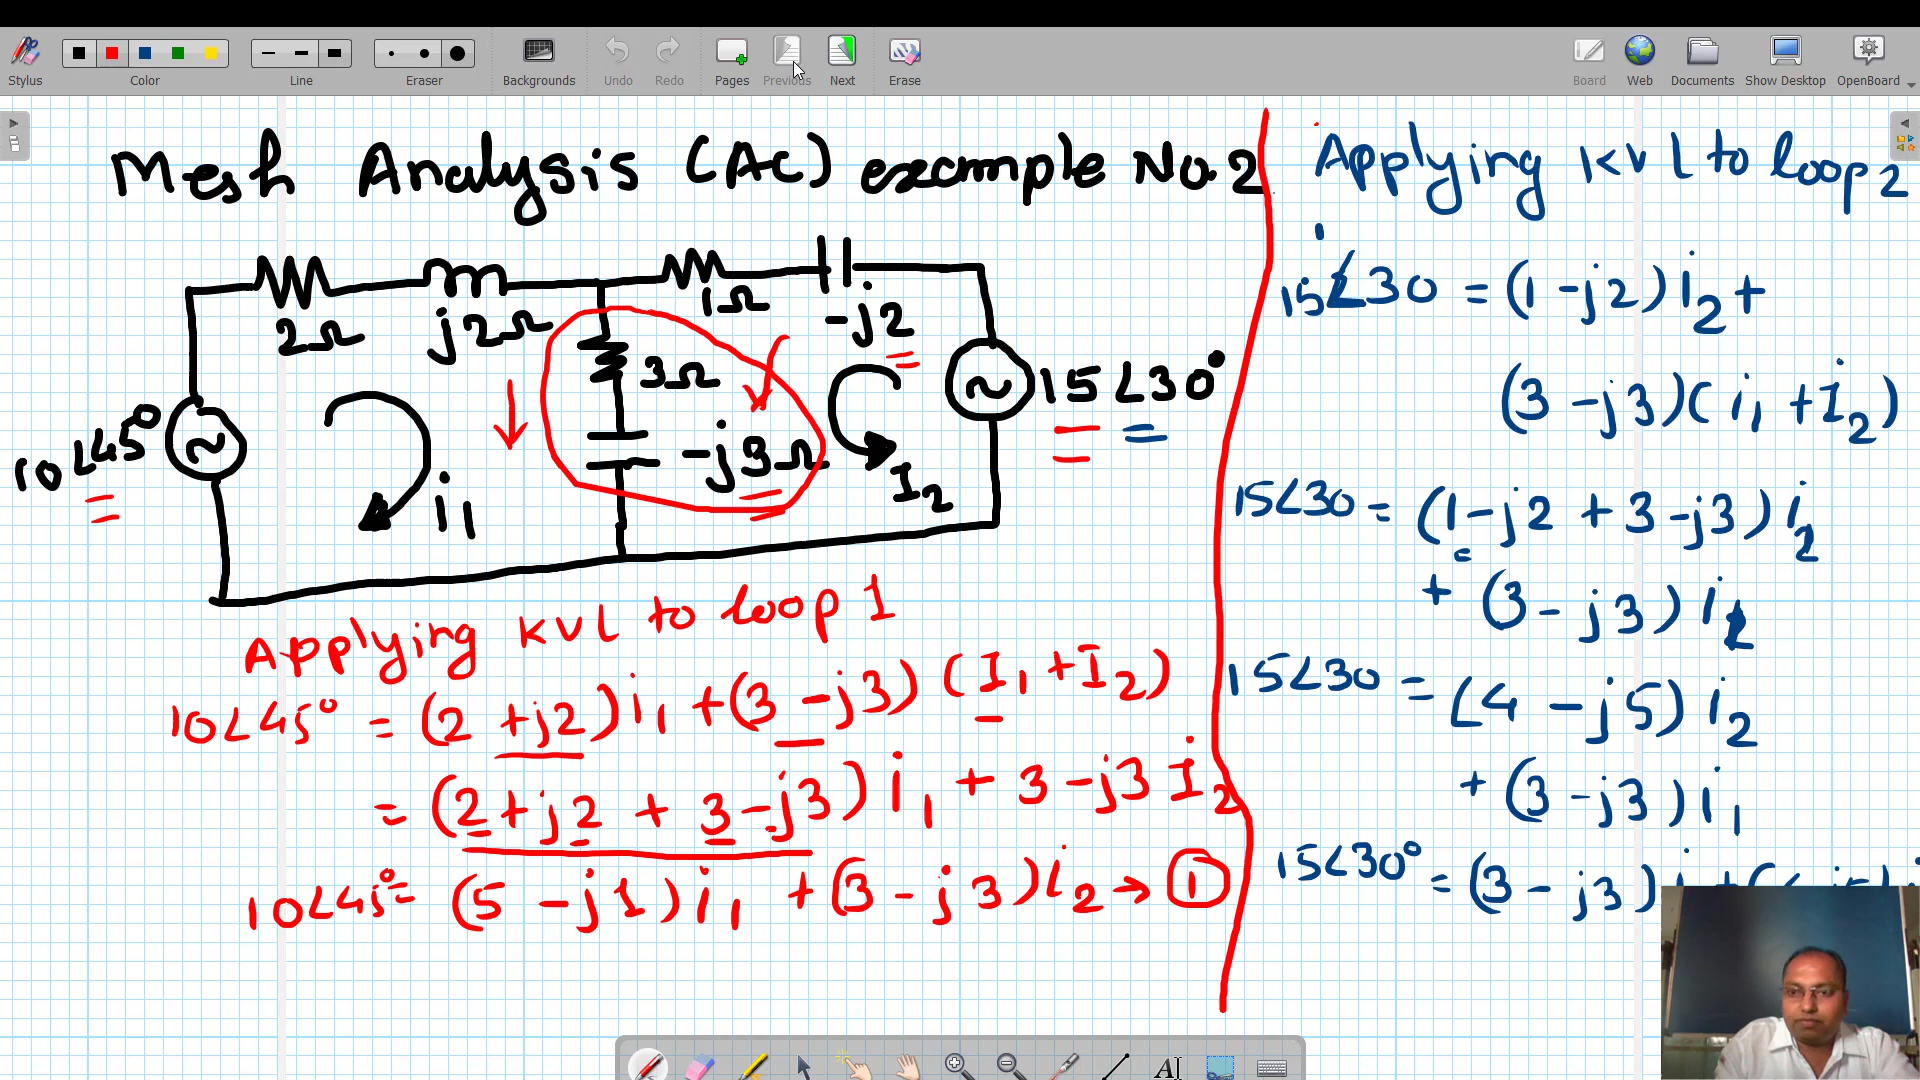 Stylus Color Line Eraser Backgrounds Undo Redo Pages Previous Next Erase Board Web Documents Show Desktop OpenBoard
Mesh Analysis (AC) example No.2
2Ω
j2Ω
1Ω
-j2
3Ω
-j3Ω
10∠45°
i1
I2
15∠30°
Applying KVL to loop 1
10∠45° = (2 +j2)i1 +(3 -j3) (I1 +I2)
= (2+j2 + 3-j3) i1 + 3 -j3 I2
10∠45° = (5 -j1) i1 +(3 - j3)i2 → 1
Applying KVL to loop 2
15∠30 = (1 -j2) i2 +
(3 -j3)( i1 +I2)
15∠30 = (1-j2 + 3-j3) i2
+ (3 - j3) i1
15∠30 = (4 -j5) i2
+ (3 -j3) i1
15∠30° = (3 - j3)